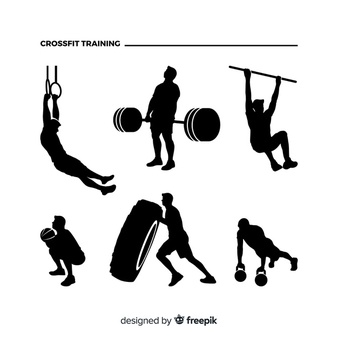 CROSSFIT TRAINING
designed by freepik